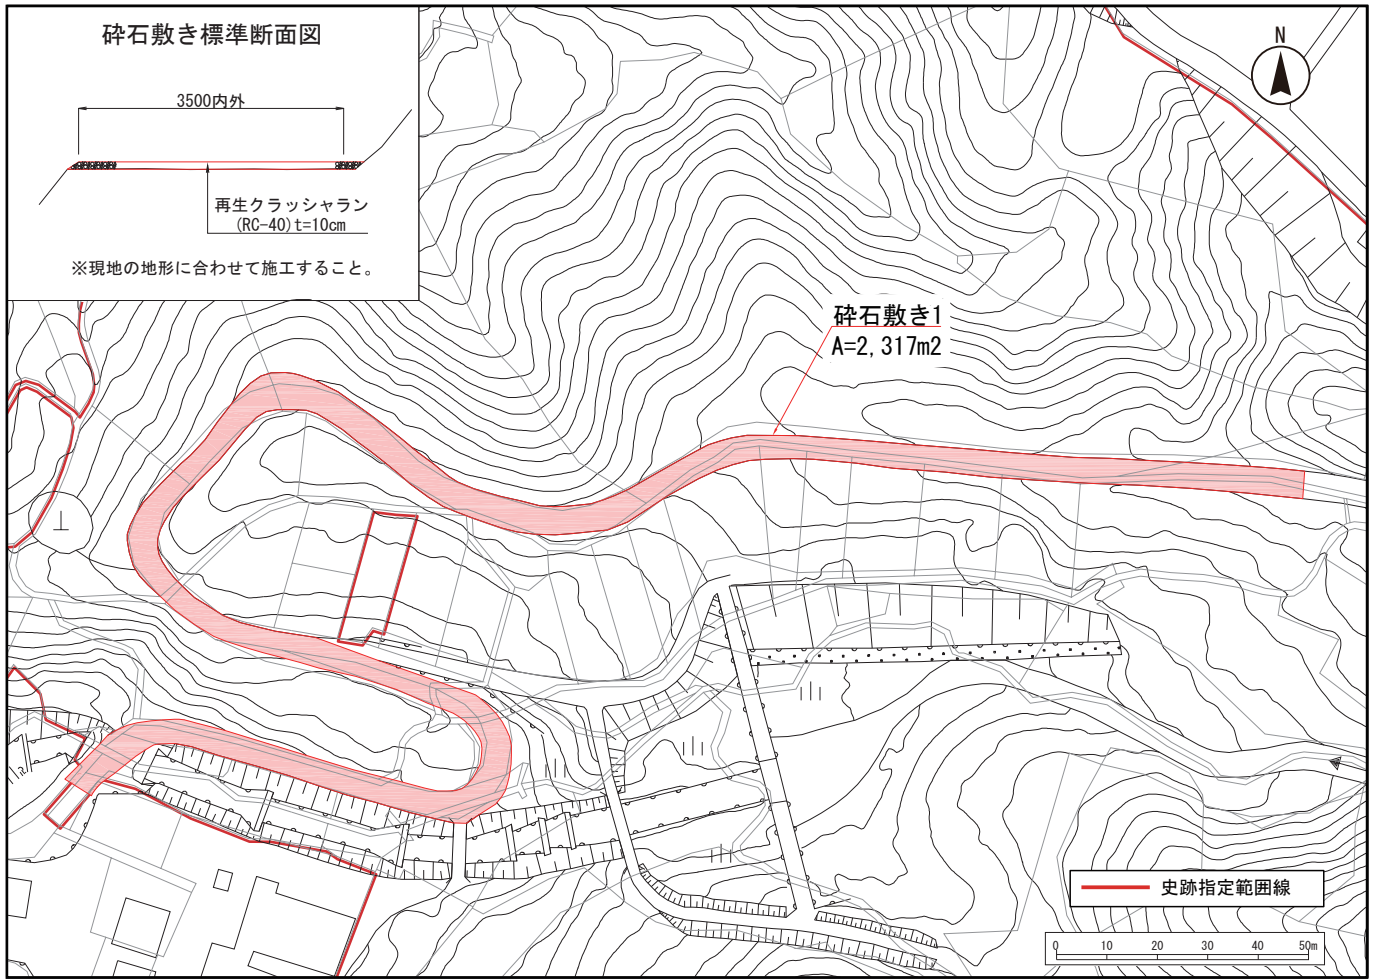 砕石敷き標準断面図
3500内外
再生クラッシャラン
(RC-40)t=10cm
※現地の地形に合わせて施工すること。
N
砕石敷き1
A=2,317m2
史跡指定範囲線
0 10 20 30 40 50m